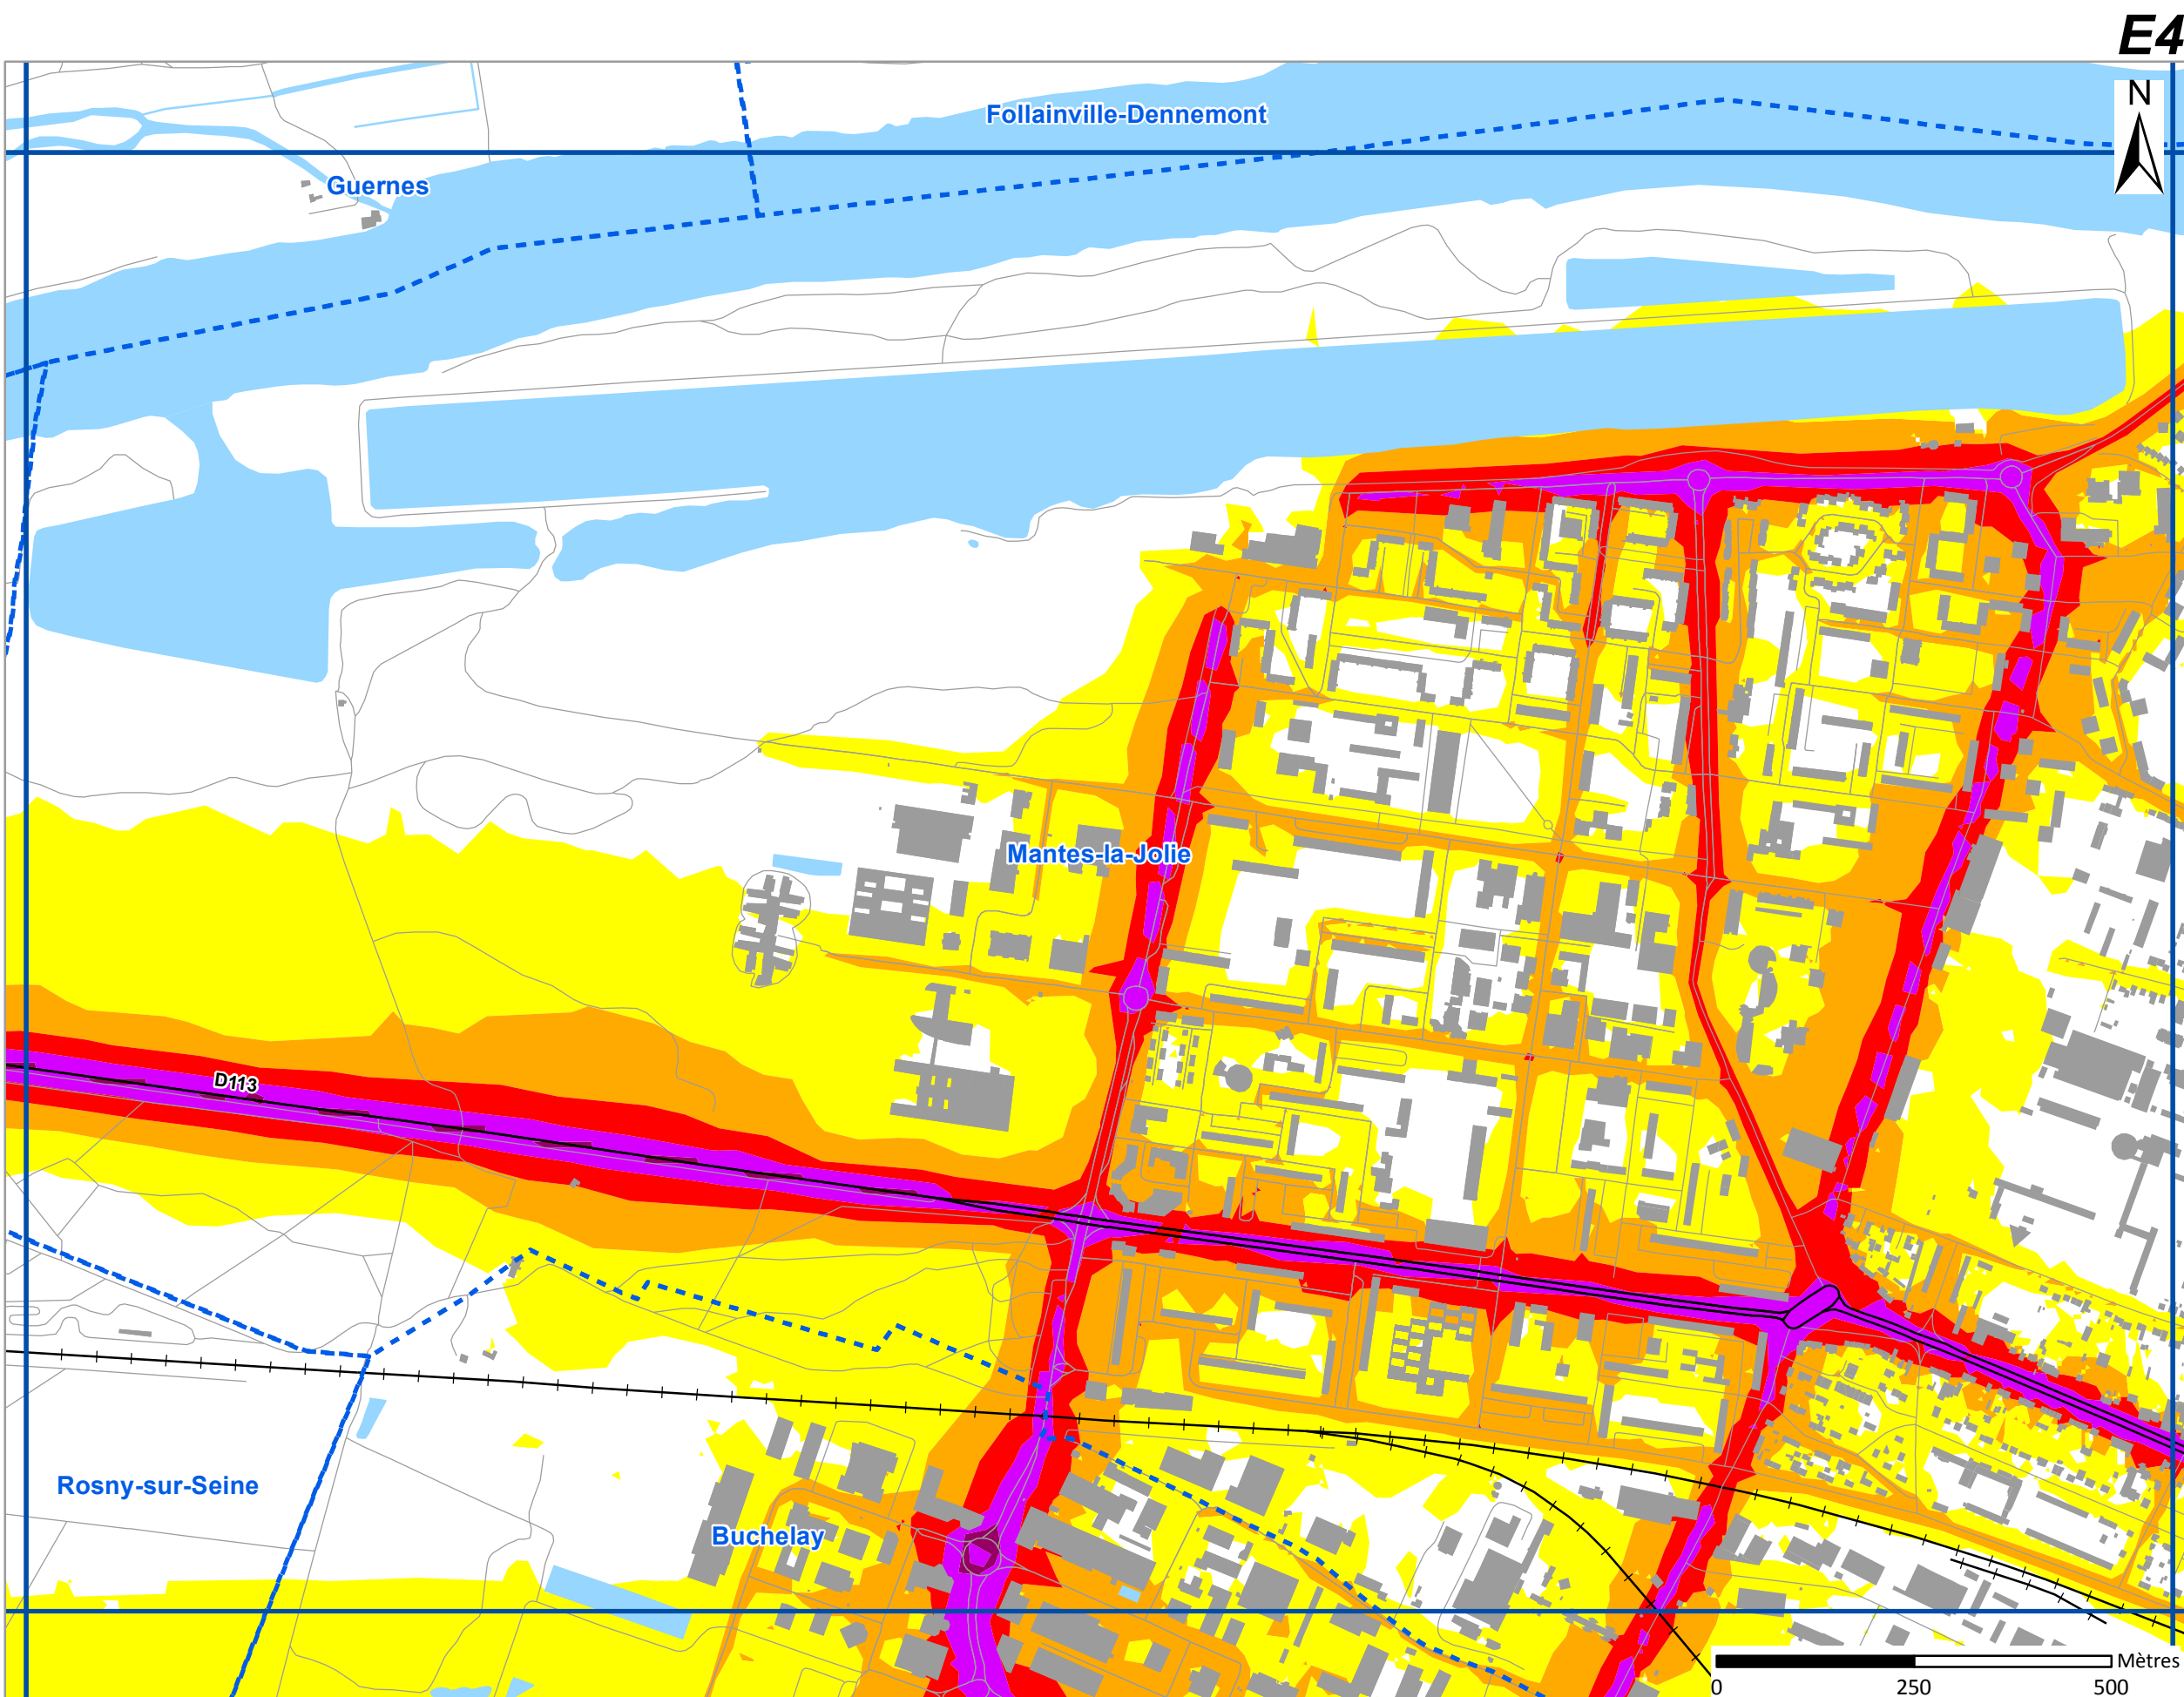 E4
N
Follainville-Dennemont
Guernes
Mantes-la-Jolie
D113
Rosny-sur-Seine
Buchelay
Mètres
0 250 500